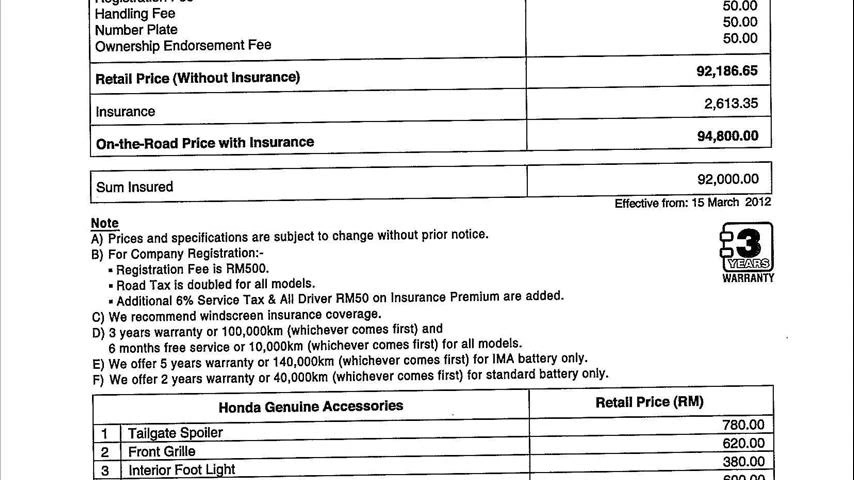 Handling Fee 50.00
Number Plate 50.00
Ownership Endorsement Fee 50.00
Retail Price (Without Insurance) 92,186.65
Insurance 2,613.35
On-the-Road Price with Insurance 94,800.00
Sum Insured 92,000.00
Effective from: 15 March 2012
Note
A) Prices and specifications are subject to change without prior notice.
B) For Company Registration:-
▪ Registration Fee is RM500.
▪ Road Tax is doubled for all models.
▪ Additional 6% Service Tax & All Driver RM50 on Insurance Premium are added.
C) We recommend windscreen insurance coverage.
D) 3 years warranty or 100,000km (whichever comes first) and
6 months free service or 10,000km (whichever comes first) for all models.
E) We offer 5 years warranty or 140,000km (whichever comes first) for IMA battery only.
F) We offer 2 years warranty or 40,000km (whichever comes first) for standard battery only.
3
YEARS
WARRANTY
Honda Genuine Accessories Retail Price (RM)
1 Tailgate Spoiler 780.00
2 Front Grille 620.00
3 Interior Foot Light 380.00